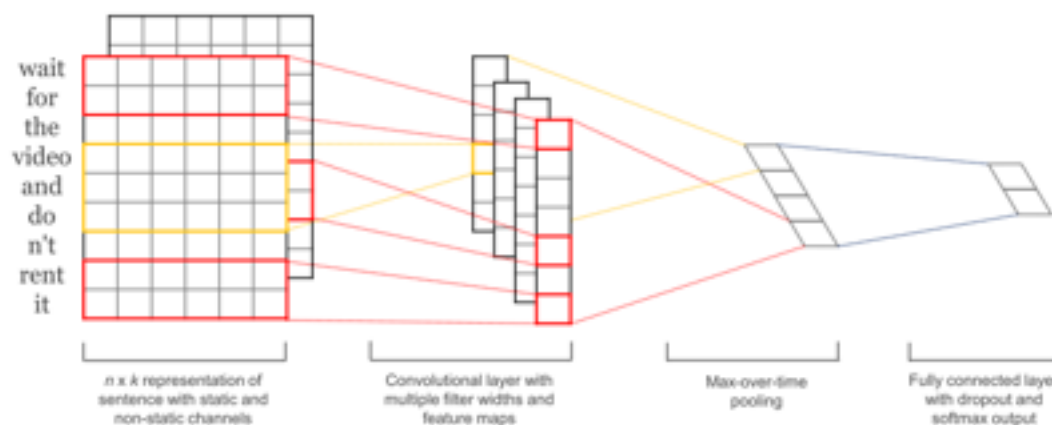 wait
for
the
video
and
do
n't
rent
it
n x k representation of
sentence with static and
non-static channels
Convolutional layer with
multiple filter widths and
feature maps
Max-over-time
pooling
Fully connected layer
with dropout and
softmax output